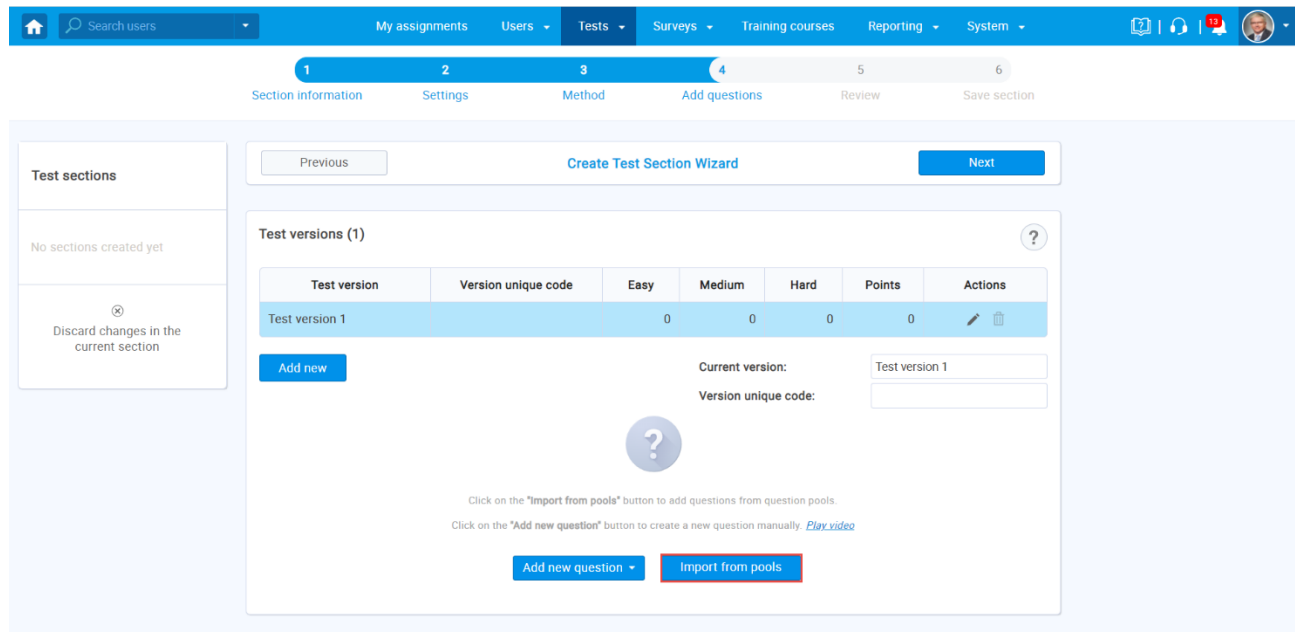 Search users
My assignments Users Tests Surveys Training courses Reporting System 13
1 2 3 4 5 6
Section information Settings Method Add questions Review Save section
Test sections
No sections created yet
Discard changes in the
current section
Previous Create Test Section Wizard Next
Test versions (1) ?
Test version Version unique code Easy Medium Hard Points Actions
Test version 1 0 0 0 0
Add new Current version: Test version 1
Version unique code:
?
Click on the "Import from pools" button to add questions from question pools.
Click on the "Add new question" button to create a new question manually. Play video
Add new question Import from pools